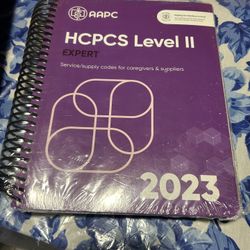 AAPC
HCPCS Level II
EXPERT
Service/supply codes for caregivers & suppliers
2023